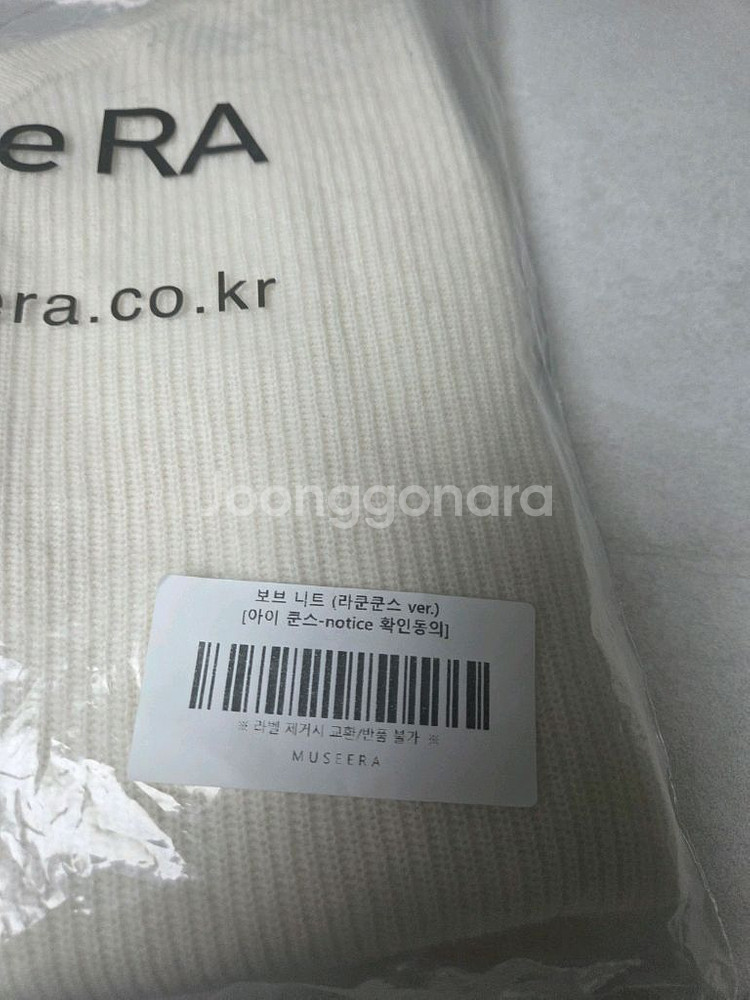 e RA
era.co.kr
Joonggonara
보브 니트 (라쿤쿤스 ver.)
[아이 쿤스-notice 확인동의]
※ 라벨 제거시 교환/반품 불가 ※
MUSEERA